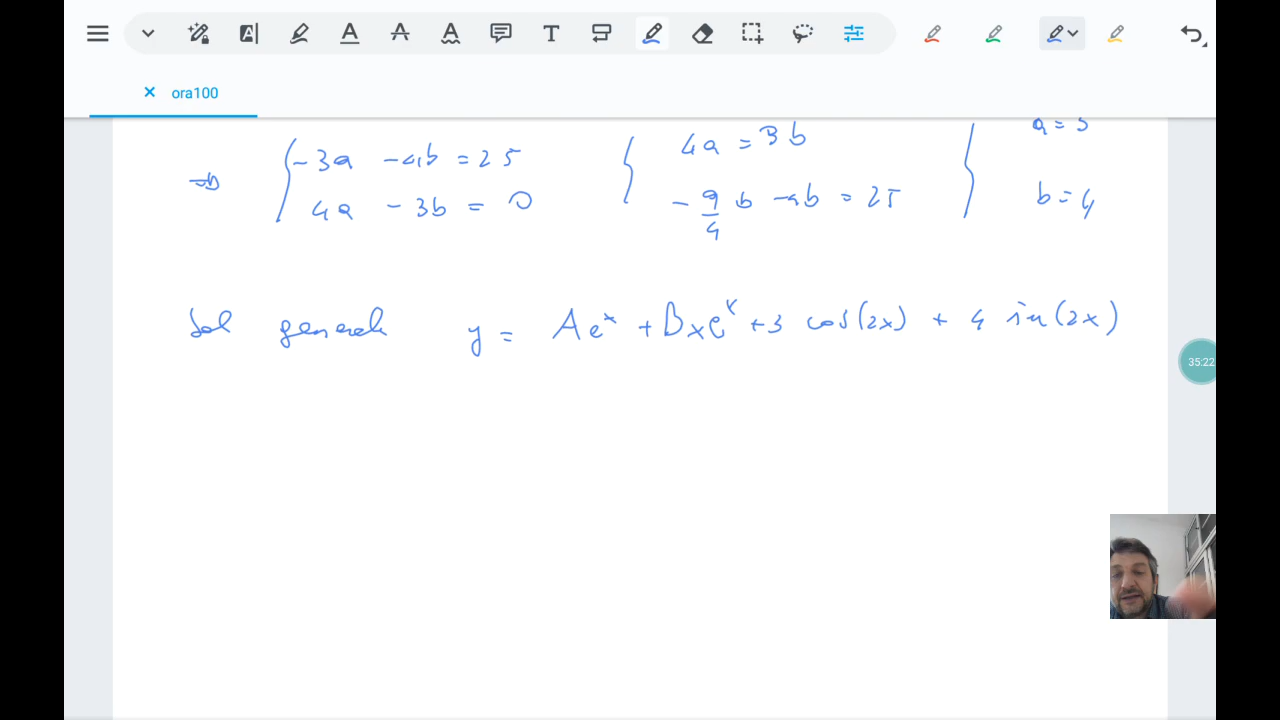 ora100
⇒ { -3a - 4b = 25 { 4a = 3b { a = 3
4a - 3b = 0 - 9/4 b - 4b = 25 b = 4
Sol generale y = Ae^x + Bxe^x + 3 cos(2x) + 4 sin(2x)
35:22